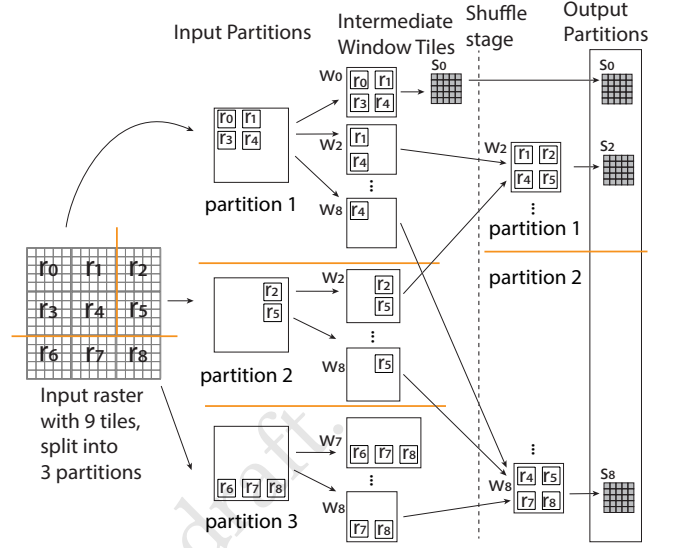 Input Partitions
Intermediate
Window Tiles
Shuffle
stage
Output
Partitions
w0
r0 r1
r3 r4
s0
s0
r0 r1
r3 r4
partition 1
w2
r1
r4
...
w8
r4
w2
r1 r2
r4 r5
...
partition 1
s2
partition 2
r0 r1 r2
r3 r4 r5
r6 r7 r8
Input raster
with 9 tiles,
split into
3 partitions
r2
r5
partition 2
w2
r2
r5
...
w8
r5
r6 r7 r8
partition 3
w7
r6 r7 r8
...
w8
r7 r8
...
w8
r4 r5
r7 r8
s8
draft.